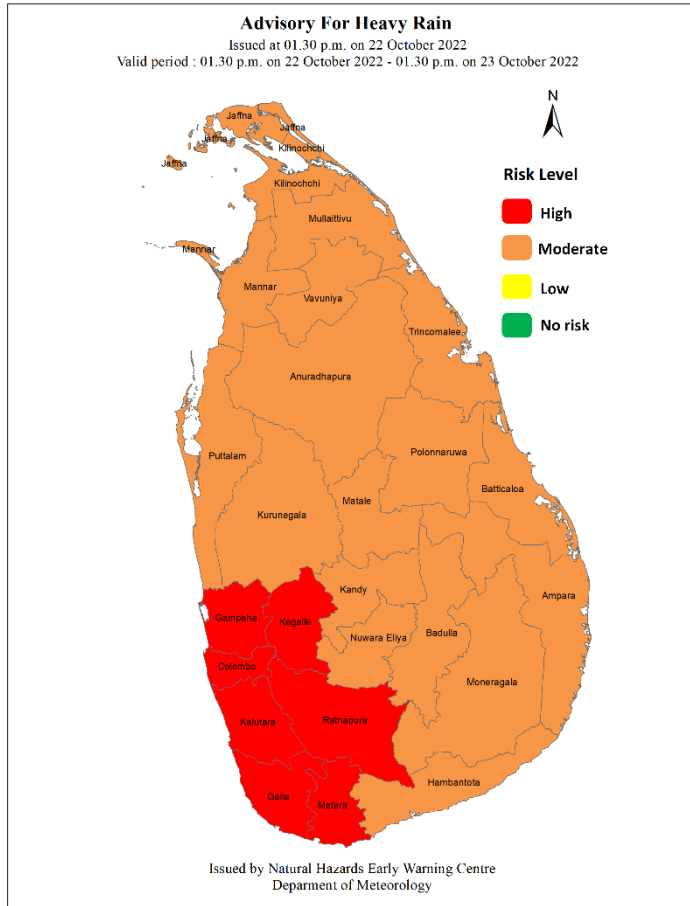 Advisory For Heavy Rain
Issued at 01.30 p.m. on 22 October 2022
Valid period : 01.30 p.m. on 22 October 2022 - 01.30 p.m. on 23 October 2022
N
Risk Level
High
Moderate
Low
No risk
Jaffna
Jaffna
Jaffna
Kilinochchi
Jaffna
Kilinochchi
Mullaittivu
Mannar
Mannar
Vavuniya
Trincomalee
Anuradhapura
Polonnaruwa
Puttalam
Batticaloa
Matale
Kurunegala
Kandy
Ampara
Gampaha
Kegalle
Nuwara Eliya
Badulla
Colombo
Moneragala
Kalutara
Ratnapura
Hambantota
Galle
Matara
Issued by Natural Hazards Early Warning Centre
Deparment of Meteorology